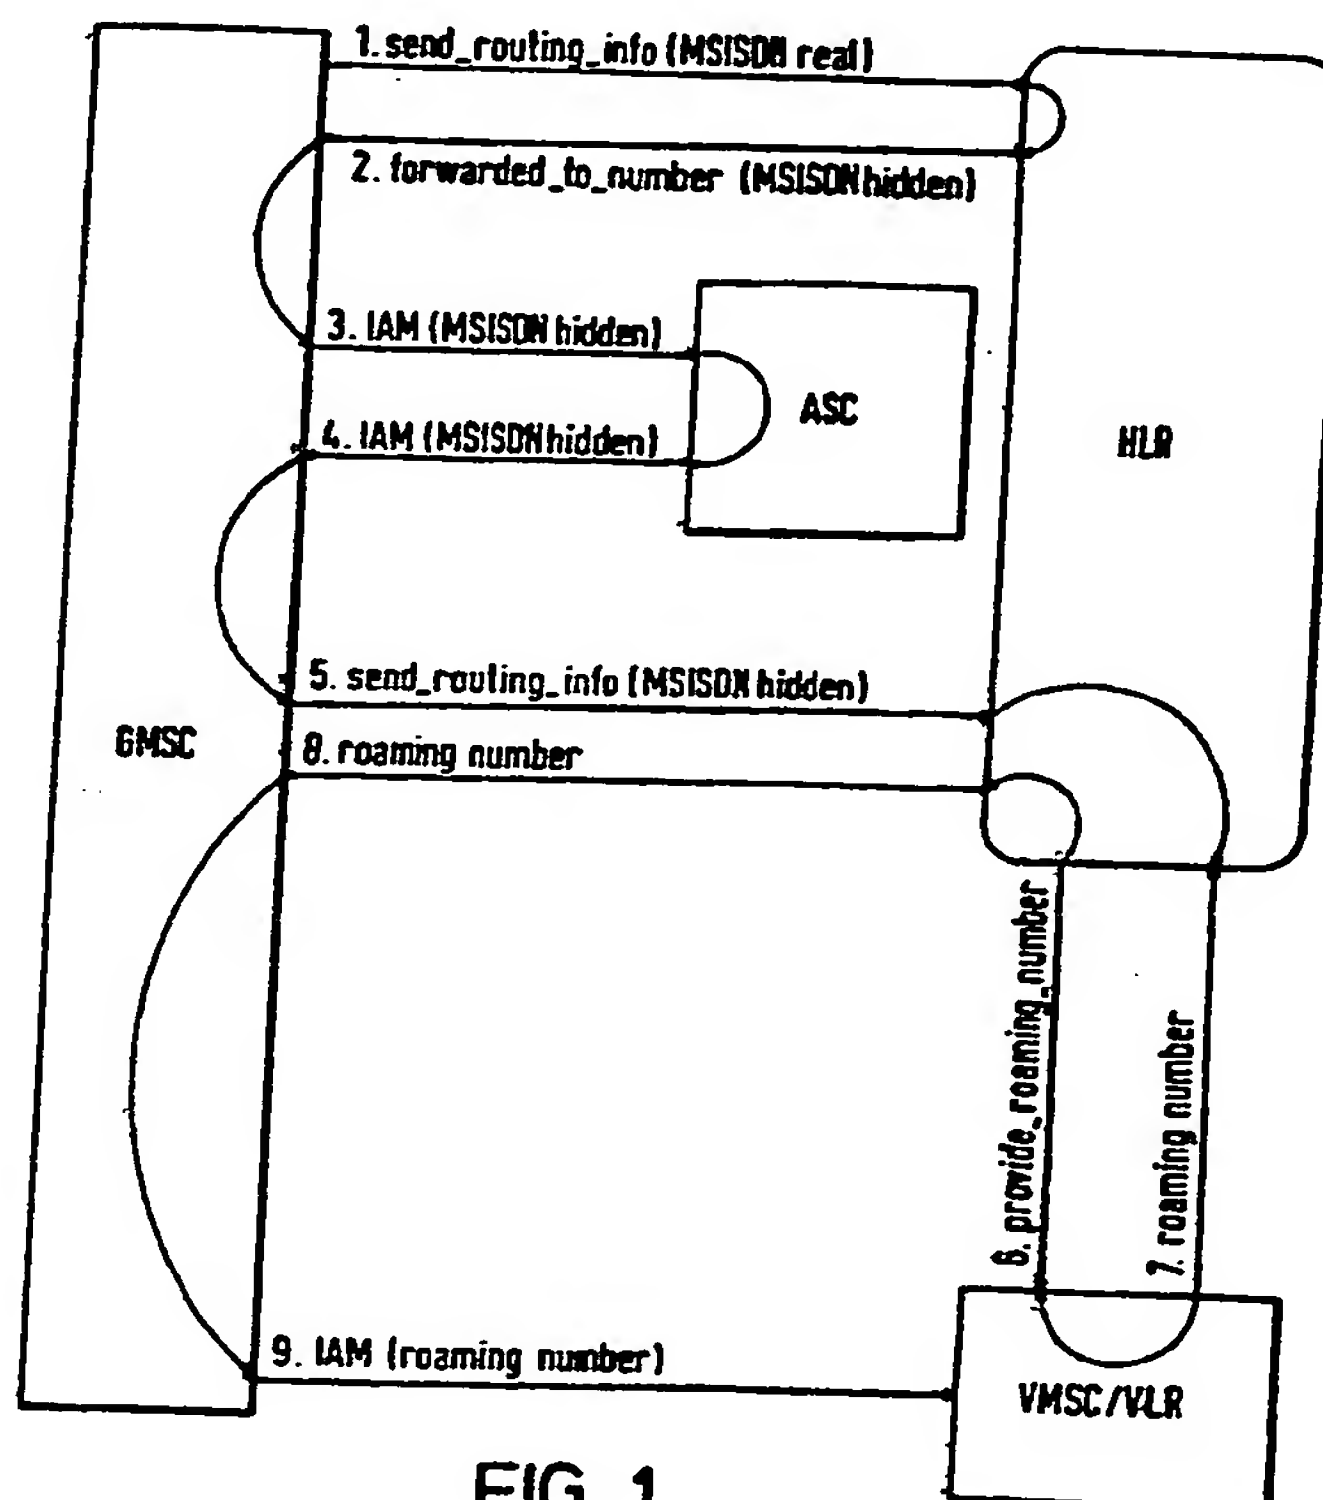 1. send_routing_info (MSISDN real)
2. forwarded_to_number (MSISDN hidden)
3. IAM (MSISDN hidden)
ASC
4. IAM (MSISDN hidden)
HLR
5. send_routing_info (MSISDN hidden)
GMSC
8. roaming number
6. provide_roaming_number
7. roaming number
9. IAM (roaming number)
VMSC/VLR
FIG. 1